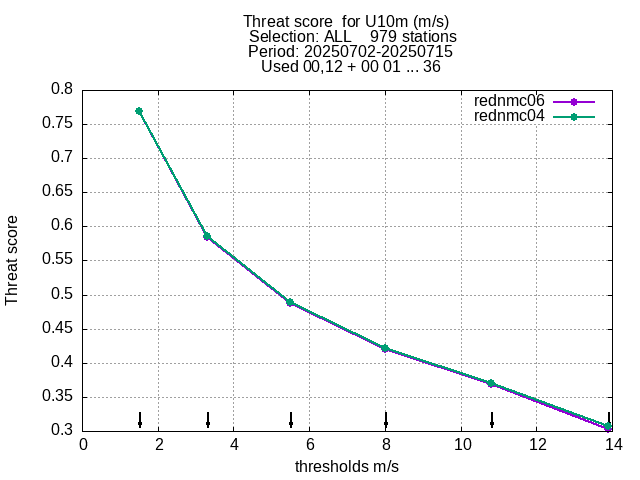 Threat score  for U10m (m/s)
Selection: ALL    979 stations
Period: 20250702-20250715
Used 00,12 + 00 01 ... 36
rednmc06
rednmc04
0.8
0.75
0.7
0.65
0.6
0.55
0.5
0.45
0.4
0.35
0.3
Threat score
0 2 4 6 8 10 12 14
thresholds m/s